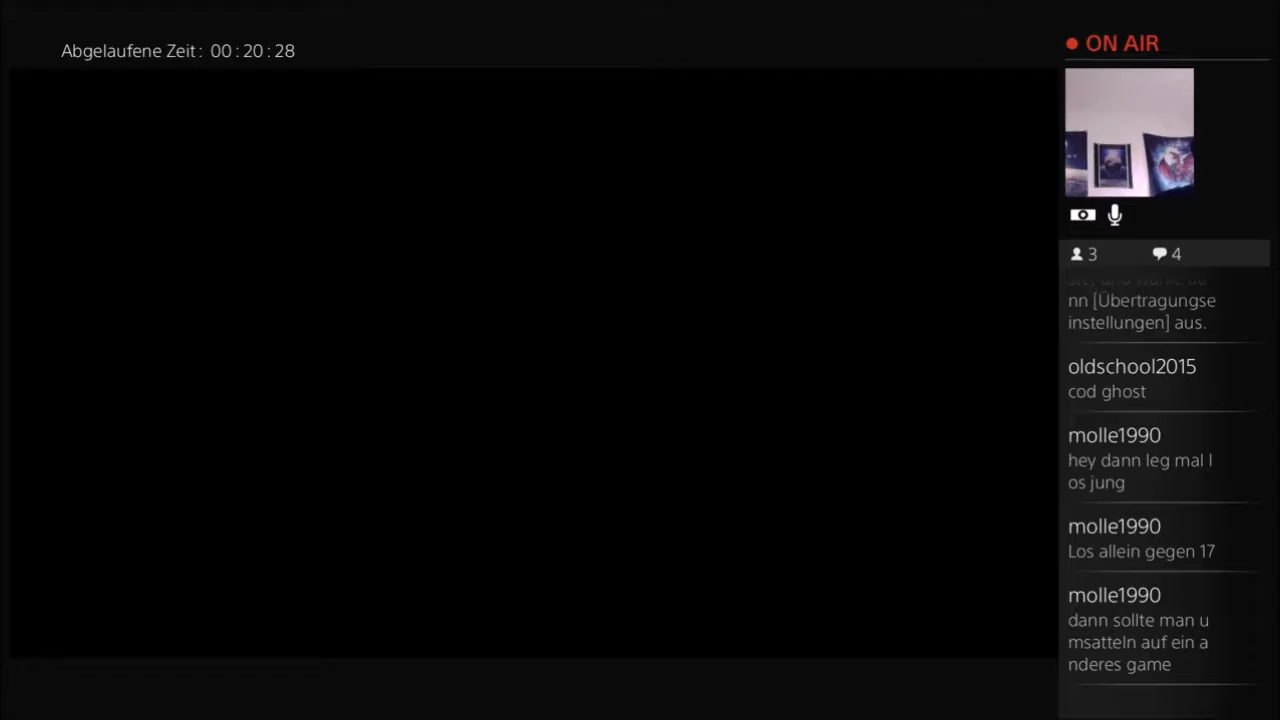 Abgelaufene Zeit: 00:20:28
ON AIR
3 4
nn [Übertragungse
instellungen] aus.
oldschool2015
cod ghost
molle1990
hey dann leg mal l
os jung
molle1990
Los allein gegen 17
molle1990
dann sollte man u
msatteln auf ein a
nderes game